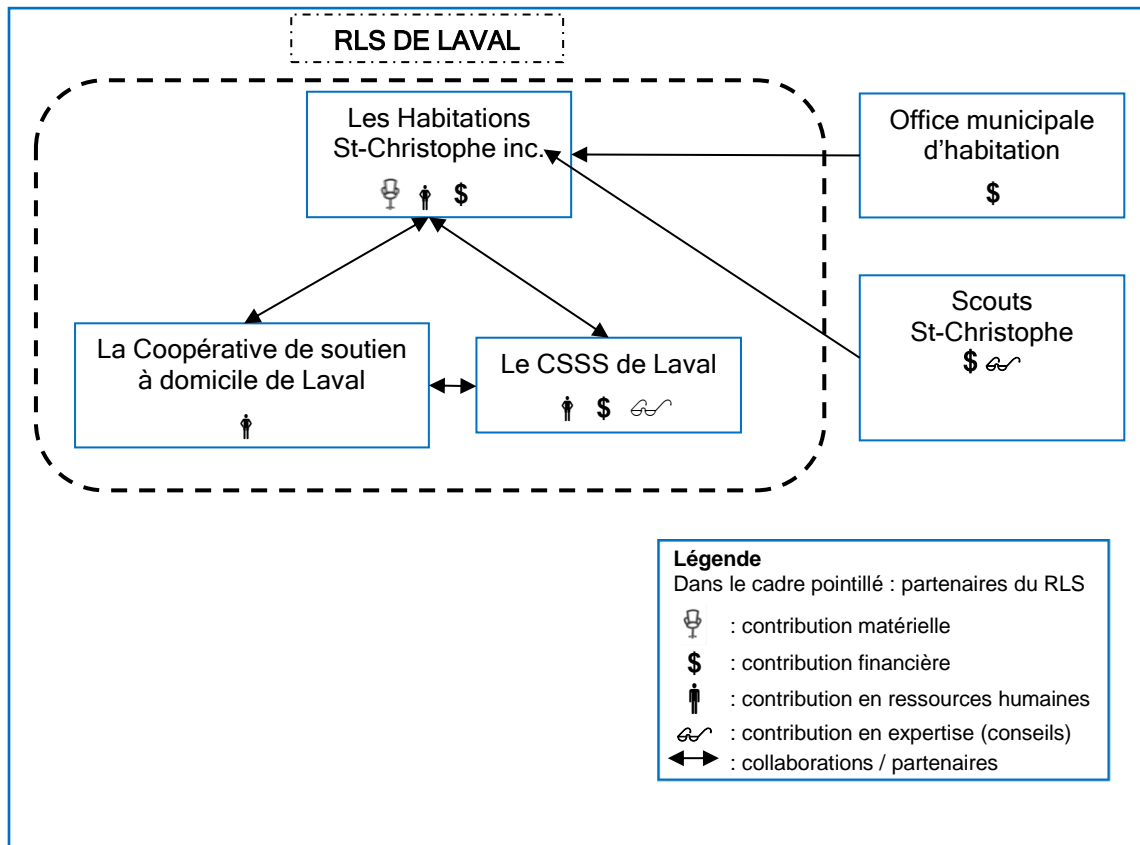 RLS DE LAVAL
Les Habitations
St-Christophe inc.
$
Office municipale
d'habitation
$
La Coopérative de soutien
à domicile de Laval
Le CSSS de Laval
$
Scouts
St-Christophe
$
Légende
Dans le cadre pointillé : partenaires du RLS
: contribution matérielle
$ : contribution financière
: contribution en ressources humaines
: contribution en expertise (conseils)
: collaborations / partenaires